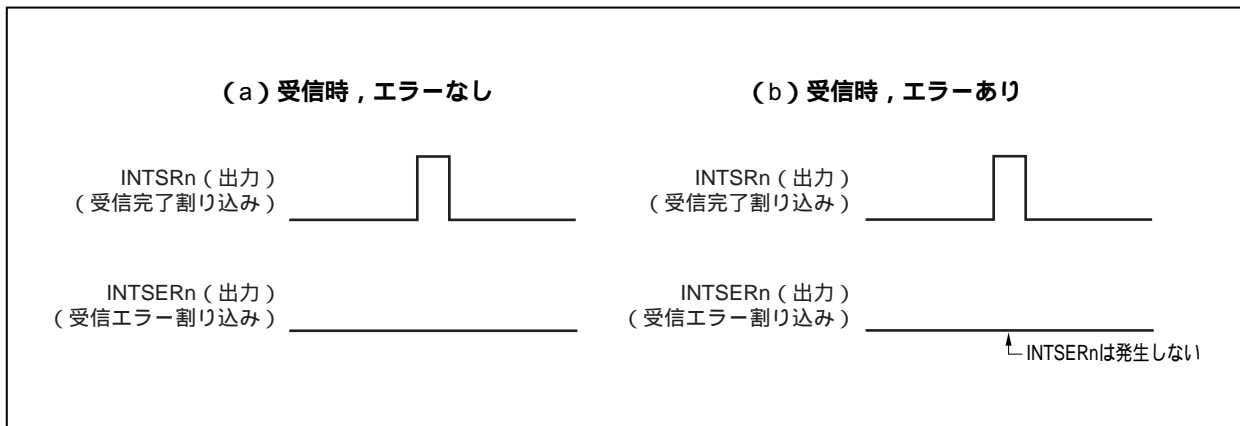 （a）受信時，エラーなし
INTSRn（出力）
（受信完了割り込み）
INTSERn（出力）
（受信エラー割り込み）
（b）受信時，エラーあり
INTSRn（出力）
（受信完了割り込み）
INTSERn（出力）
（受信エラー割り込み）
INTSERnは発生しない